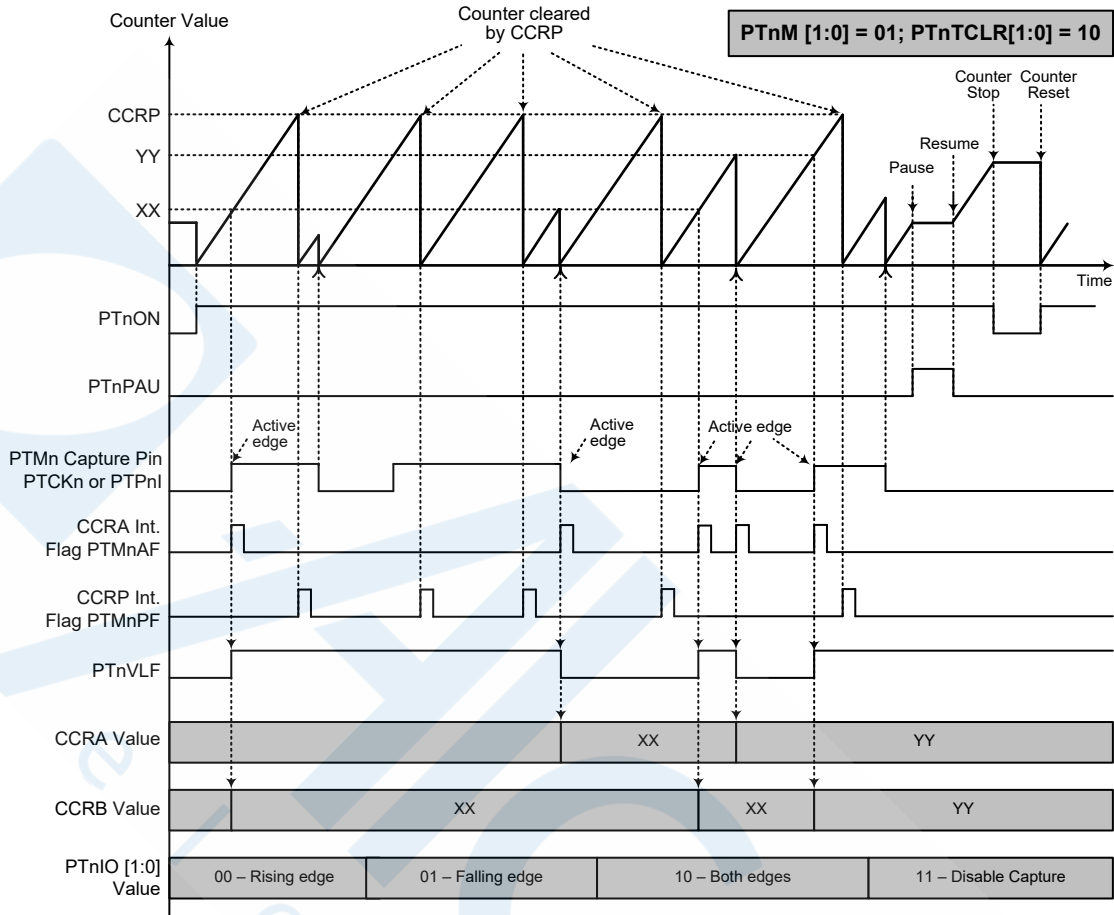 Counter Value
Counter cleared
by CCRP
PTnM [1:0] = 01; PTnTCLR[1:0] = 10
Counter
Stop
Counter
Reset
CCRP
YY
XX
Pause
Resume
Time
PTnON
PTnPAU
PTMn Capture Pin
PTCKn or PTPnI
Active
edge
Active
edge
Active edge
CCRA Int.
Flag PTMnAF
CCRP Int.
Flag PTMnPF
PTnVLF
CCRA Value
XX
YY
CCRB Value
XX
XX
YY
PTnIO [1:0]
Value
00 – Rising edge
01 – Falling edge
10 – Both edges
11 – Disable Capture